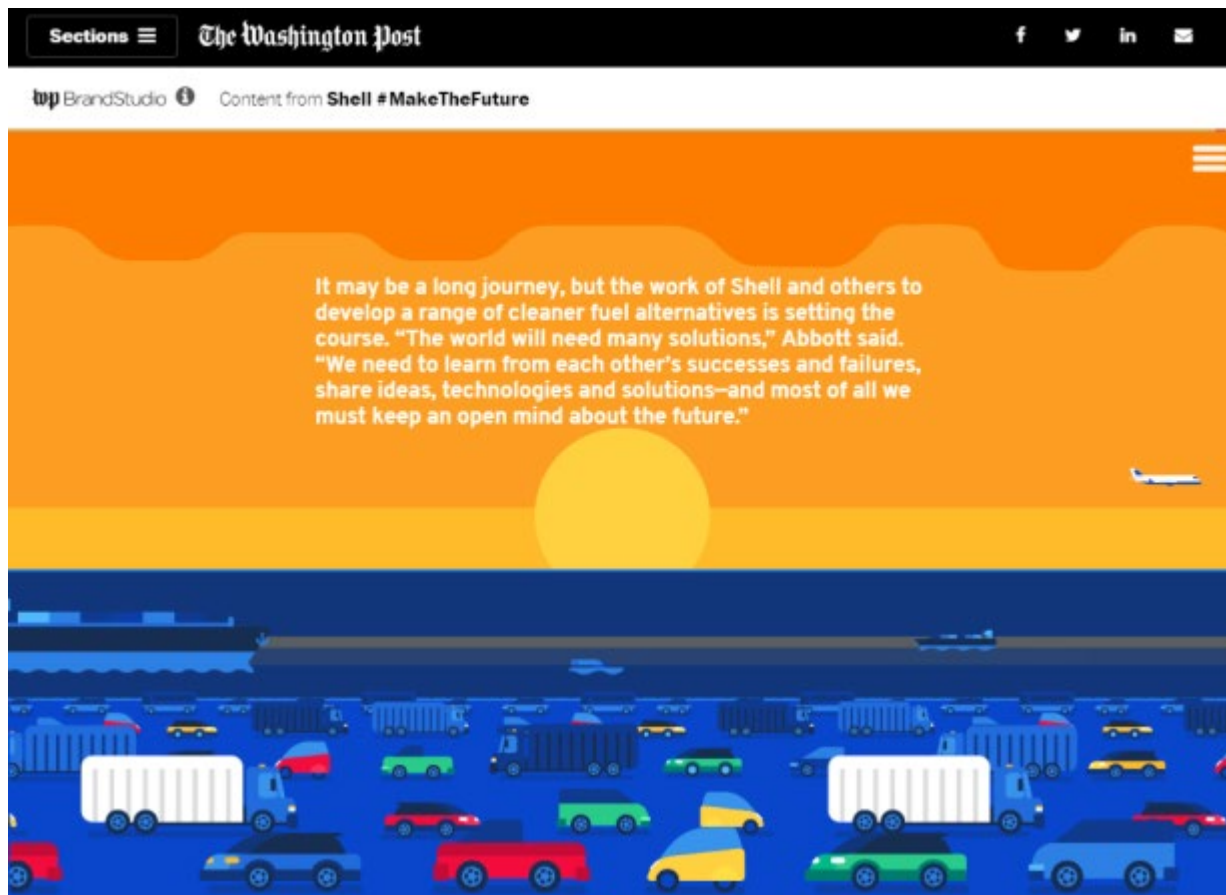 Sections
The Washington Post
wp BrandStudio Content from Shell #MakeTheFuture
It may be a long journey, but the work of Shell and others to
develop a range of cleaner fuel alternatives is setting the
course. “The world will need many solutions,” Abbott said.
“We need to learn from each other’s successes and failures,
share ideas, technologies and solutions—and most of all we
must keep an open mind about the future.”